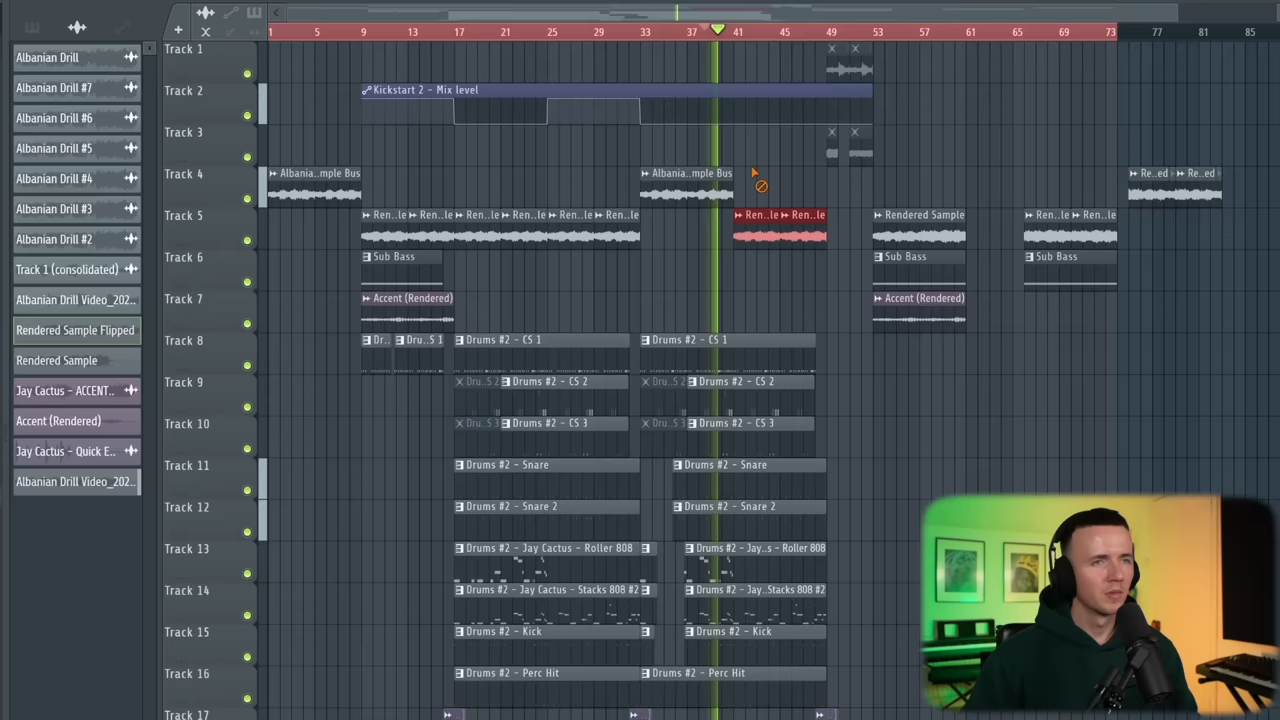 1 5 9 13 17 21 25 29 33 37 41 45 49 53 57 61 65 69 73 77 81 85
Albanian Drill
Albanian Drill #7
Albanian Drill #6
Albanian Drill #5
Albanian Drill #4
Albanian Drill #3
Albanian Drill #2
Track 1 (consolidated)
Albanian Drill Video_202..
Rendered Sample Flipped
Rendered Sample
Jay Cactus - ACCENT..
Accent (Rendered)
Jay Cactus - Quick E..
Albanian Drill Video_202..
Track 1
Track 2
Kickstart 2 - Mix level
Track 3
Track 4
Albania..mple Bus
Albania..mple Bus
Re..ed
Re..ed
Track 5
Ren..le
Ren..le
Ren..le
Ren..le
Ren..le
Ren..le
Ren..le
Ren..le
Rendered Sample
Ren..le
Ren..le
Track 6
Sub Bass
Sub Bass
Sub Bass
Track 7
Accent (Rendered)
Accent (Rendered)
Track 8
Dr..
Dru..S 1
Drums #2 - CS 1
Drums #2 - CS 1
Track 9
Dru..S 2
Drums #2 - CS 2
Dru..S 2
Drums #2 - CS 2
Track 10
Dru..S 3
Drums #2 - CS 3
Dru..S 3
Drums #2 - CS 3
Track 11
Drums #2 - Snare
Drums #2 - Snare
Track 12
Drums #2 - Snare 2
Drums #2 - Snare 2
Track 13
Drums #2 - Jay Cactus - Roller 808
Drums #2 - Jay..s - Roller 808
Track 14
Drums #2 - Jay Cactus - Stacks 808 #2
Drums #2 - Jay..Stacks 808 #2
Track 15
Drums #2 - Kick
Drums #2 - Kick
Track 16
Drums #2 - Perc Hit
Drums #2 - Perc Hit
Track 17